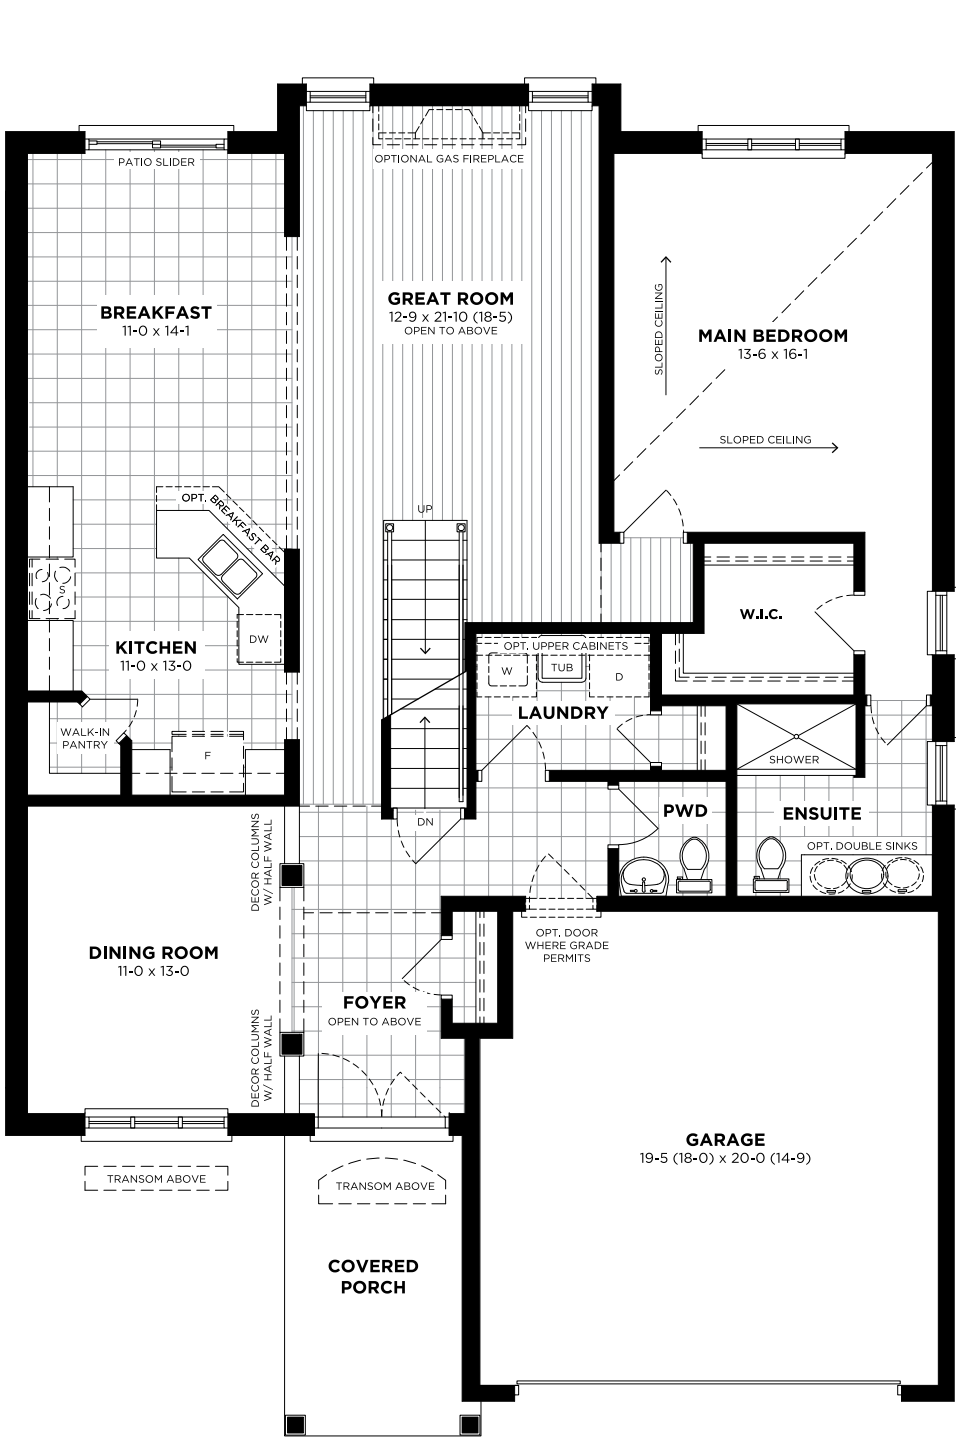 PATIO SLIDER
OPTIONAL GAS FIREPLACE
BREAKFAST
11-0 x 14-1
GREAT ROOM
12-9 x 21-10 (18-5)
OPEN TO ABOVE
SLOPED CEILING
MAIN BEDROOM
13-6 x 16-1
SLOPED CEILING
OPT. BREAKFAST BAR
UP
S
KITCHEN
11-0 x 13-0
DW
W.I.C.
OPT. UPPER CABINETS
W
TUB
D
LAUNDRY
WALK-IN
PANTRY
F
SHOWER
DN
PWD
ENSUITE
OPT. DOUBLE SINKS
DECOR COLUMNS
W/ HALF WALL
DINING ROOM
11-0 x 13-0
OPT. DOOR
WHERE GRADE
PERMITS
FOYER
OPEN TO ABOVE
DECOR COLUMNS
W/ HALF WALL
GARAGE
19-5 (18-0) x 20-0 (14-9)
TRANSOM ABOVE
TRANSOM ABOVE
COVERED
PORCH